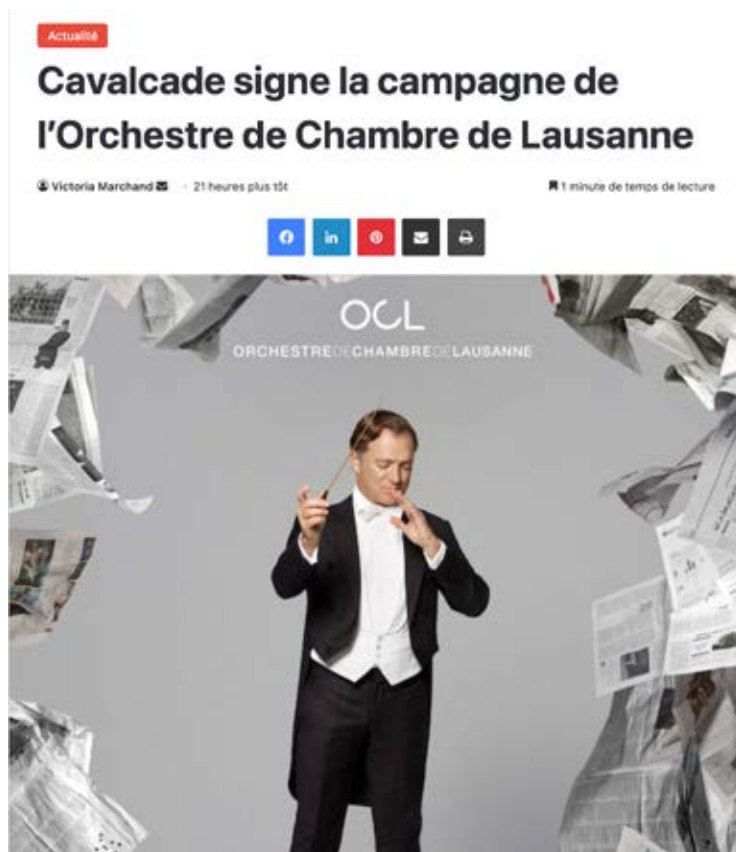 Actualité
Cavalcade signe la campagne de
l'Orchestre de Chambre de Lausanne
Victoria Marchand 21 heures plus tôt 1 minute de temps de lecture
OCL
ORCHESTREDECHAMBREDELAUSANNE